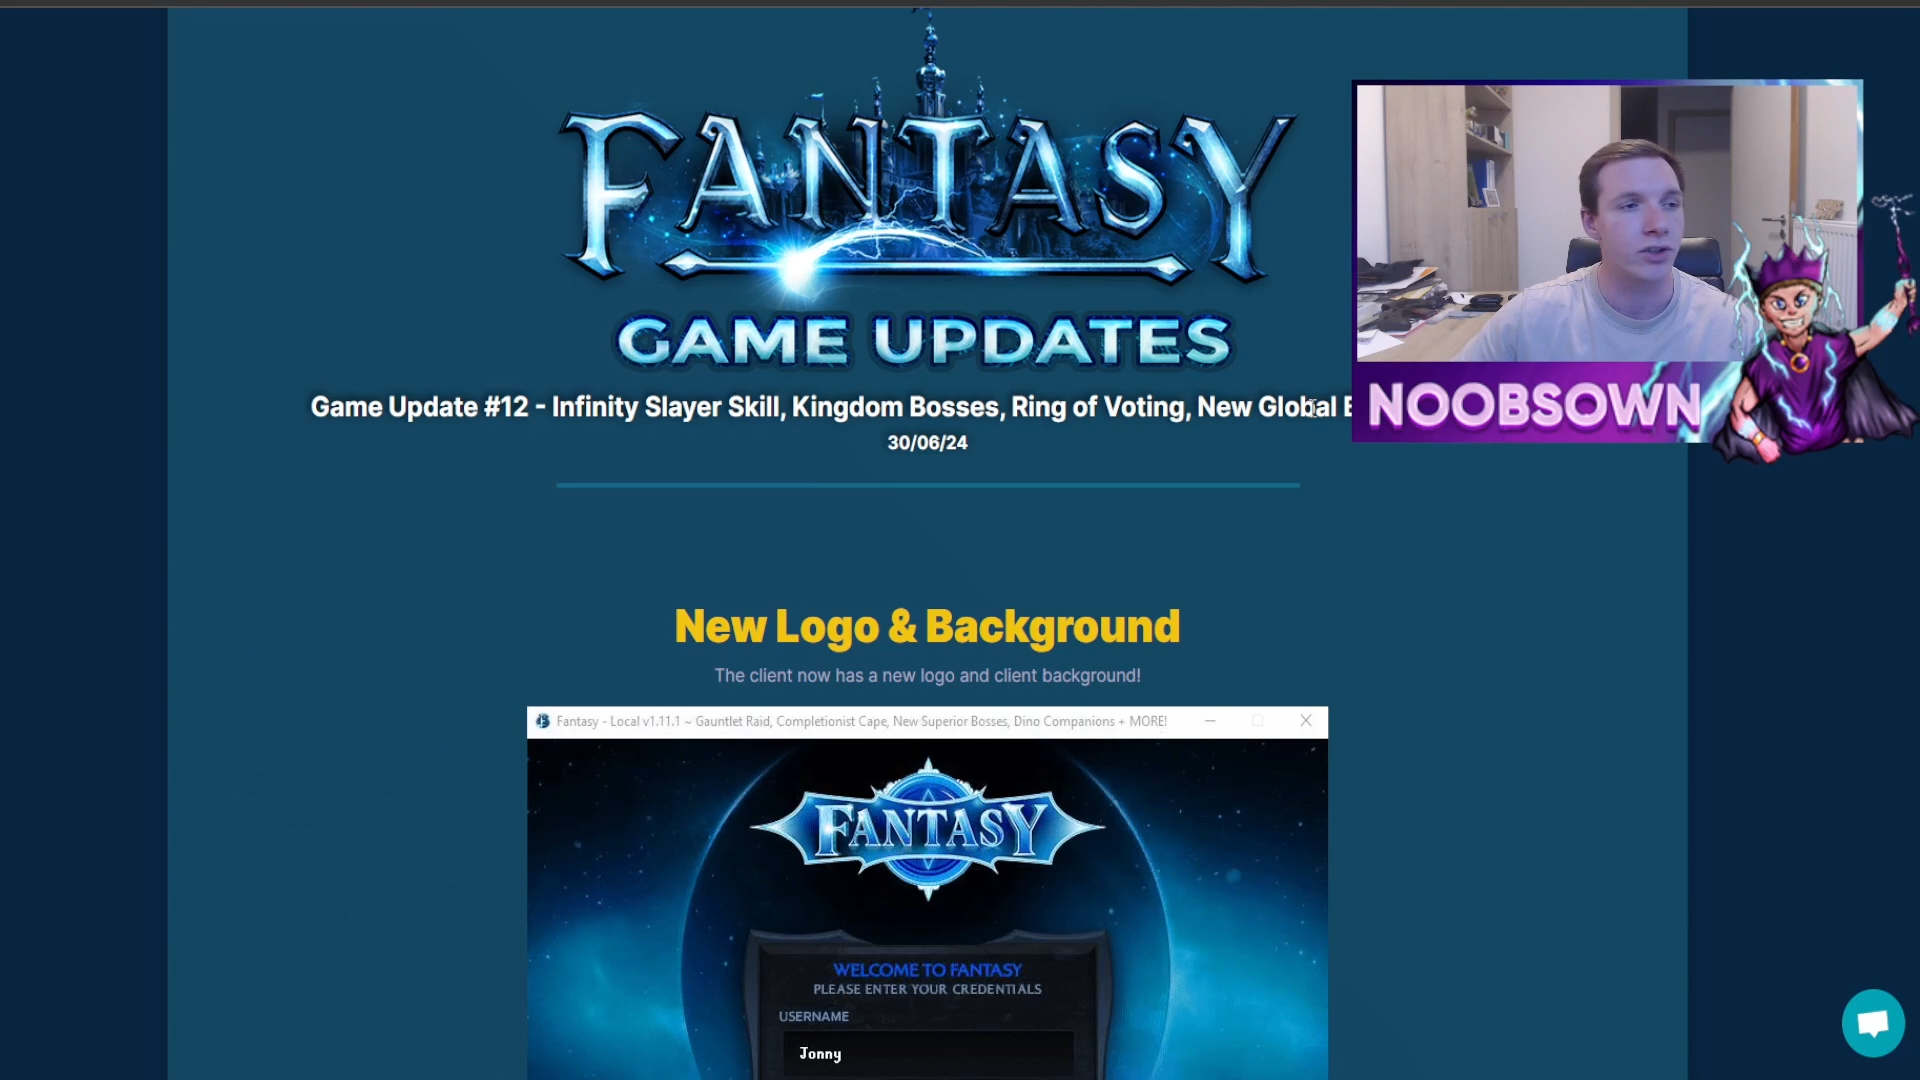 FANTASY
GAME UPDATES
Game Update #12 - Infinity Slayer Skill, Kingdom Bosses, Ring of Voting, New Global
30/06/24
NOOBSOWN
New Logo & Background
The client now has a new logo and client background!
Fantasy - Local v1.11.1 ~ Gauntlet Raid, Completionist Cape, New Superior Bosses, Dino Companions + MORE!
FANTASY
WELCOME TO FANTASY
PLEASE ENTER YOUR CREDENTIALS
USERNAME
Jonny